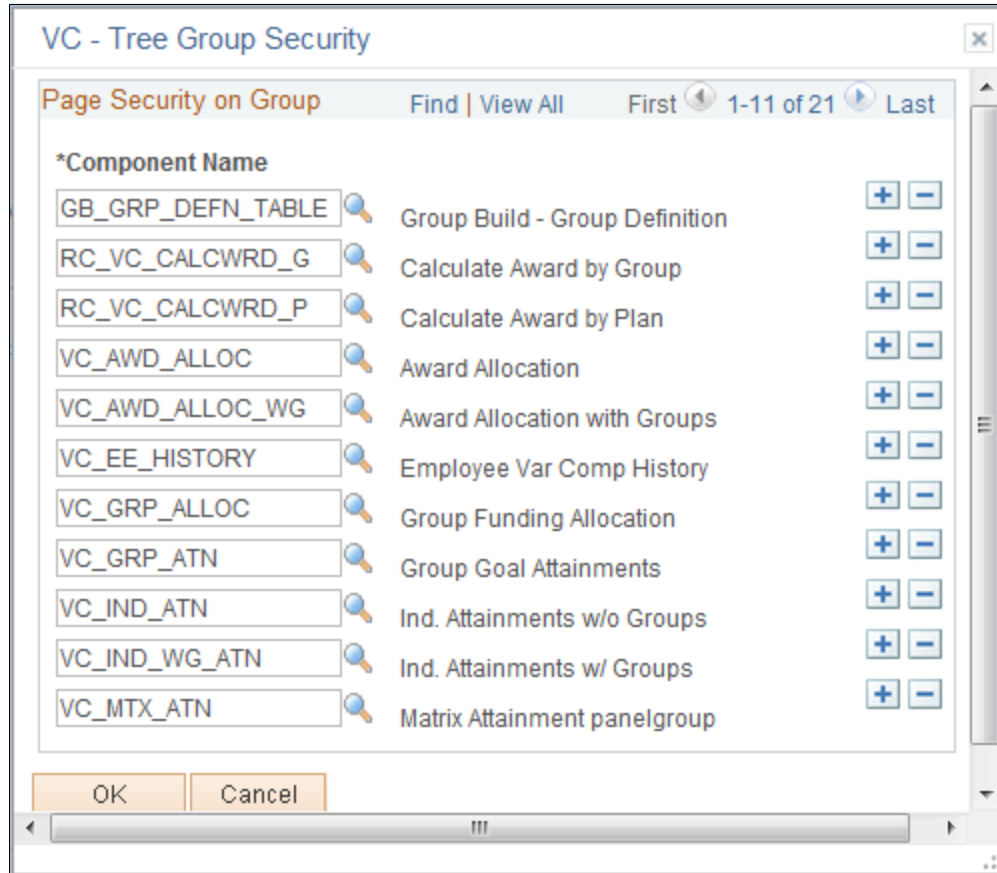 VC - Tree Group Security
Page Security on Group Find | View All First 1-11 of 21 Last
*Component Name
GB_GRP_DEFN_TABLE Group Build - Group Definition
RC_VC_CALCWRD_G Calculate Award by Group
RC_VC_CALCWRD_P Calculate Award by Plan
VC_AWD_ALLOC Award Allocation
VC_AWD_ALLOC_WG Award Allocation with Groups
VC_EE_HISTORY Employee Var Comp History
VC_GRP_ALLOC Group Funding Allocation
VC_GRP_ATN Group Goal Attainments
VC_IND_ATN Ind. Attainments w/o Groups
VC_IND_WG_ATN Ind. Attainments w/ Groups
VC_MTX_ATN Matrix Attainment panelgroup
OK Cancel